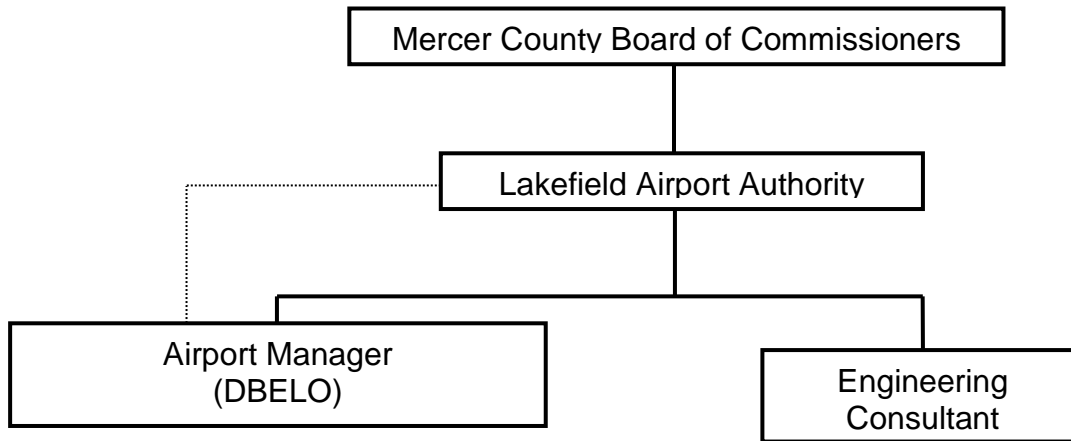 Mercer County Board of Commissioners
Lakefield Airport Authority
Airport Manager
(DBELO)
Engineering
Consultant